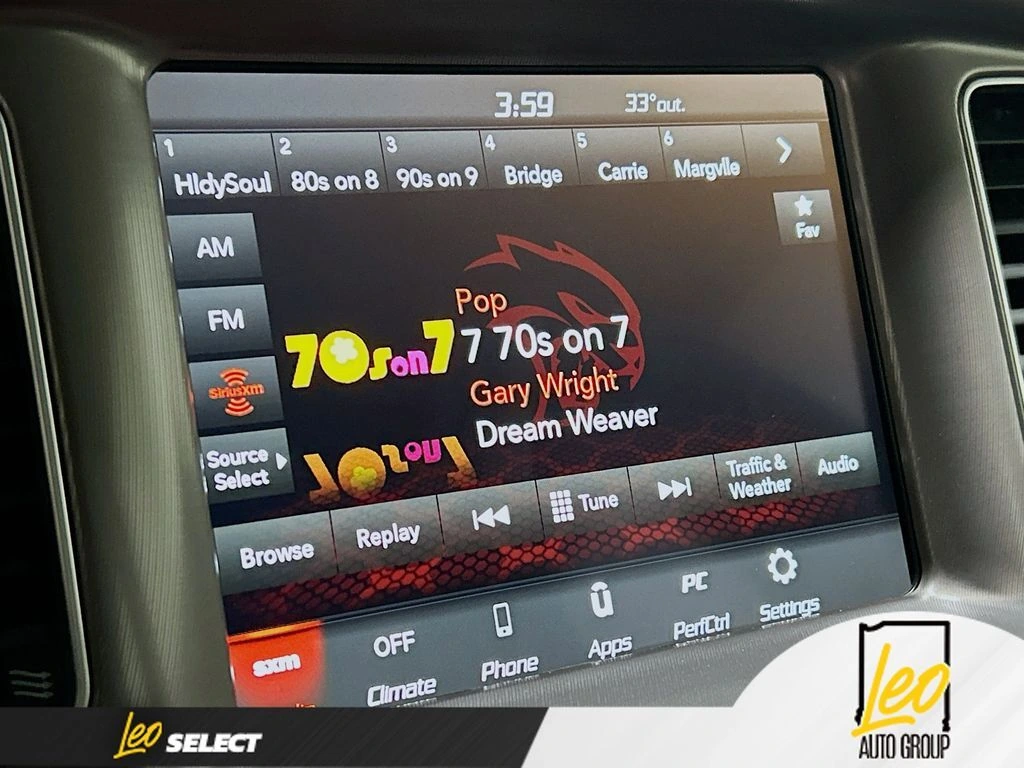 3:59 33°out.
1 2 3 4 5 6
HldySoul 80s on 8 90s on 9 Bridge Carrie Margvlle
AM
Fav
FM
Pop
70s on 7 7 70s on 7
SiriusXm
Gary Wright
Dream Weaver
Source
Select
Browse Replay Tune Traffic & Audio
Weather
sxm OFF PC
Climate Phone Apps PerfCtrl Settings
Leo SELECT
Leo
AUTO GROUP